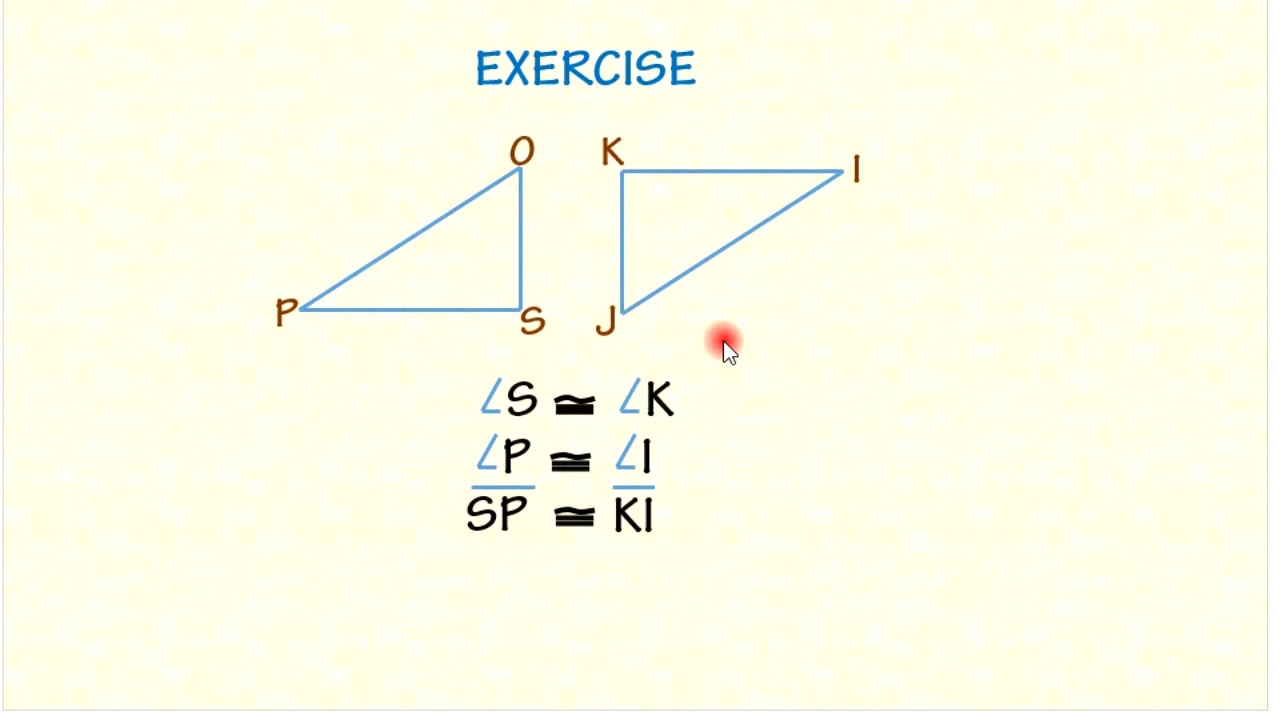 EXERCISE
O K I
P S J
∠S ≅ ∠K
∠P ≅ ∠I
SP ≅ KI